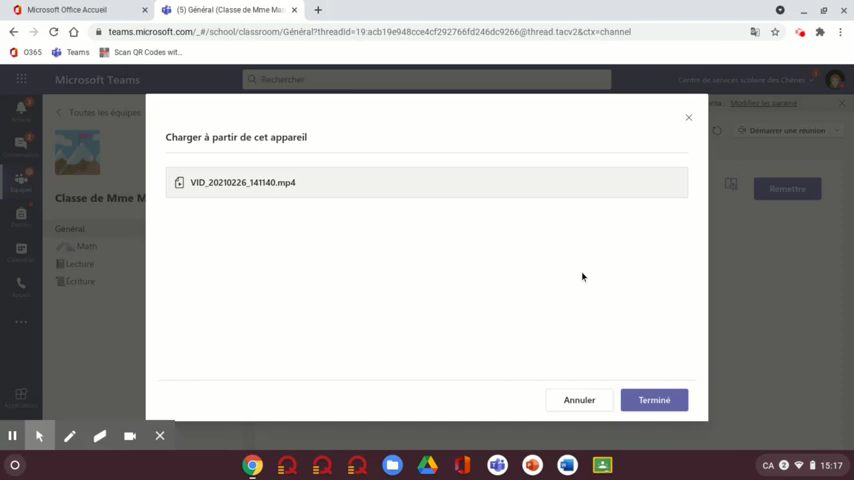 Microsoft Office Accueil
(5) Général (Classe de Mme Mar
teams.microsoft.com/_#/school/classroom/Général?threadId=19:acb19e948cce4cf292766fd246dc9266@thread.tacv2&ctx=channel
O365
Teams
Scan QR Codes wit...
Microsoft Teams
Rechercher
Centre de services scolaire des Chênes
Toutes les équipes
Modifiez les paramè
Démarrer une réunion
Charger à partir de cet appareil
VID_20210226_141140.mp4
Remettre
Classe de Mme M
Général
Math
Lecture
Écriture
Annuler
Terminé
CA 2 15:17